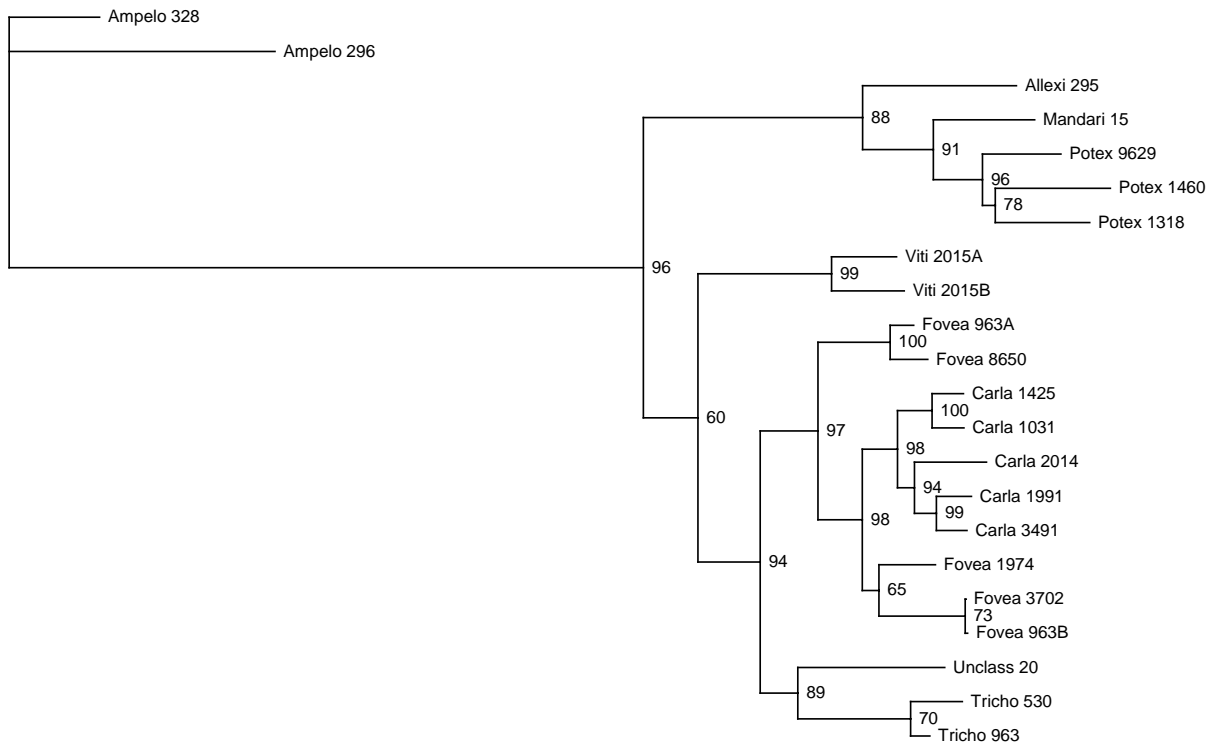 Ampelo 328
Ampelo 296
Allexi 295
88
Mandari 15
91
Potex 9629
96
Potex 1460
78
Potex 1318
Viti 2015A
96
99
Viti 2015B
Fovea 963A
100
Fovea 8650
Carla 1425
100
60
Carla 1031
97
98
Carla 2014
94
Carla 1991
99
98
Carla 3491
94
Fovea 1974
65
Fovea 3702
73
Fovea 963B
Unclass 20
89
Tricho 530
70
Tricho 963